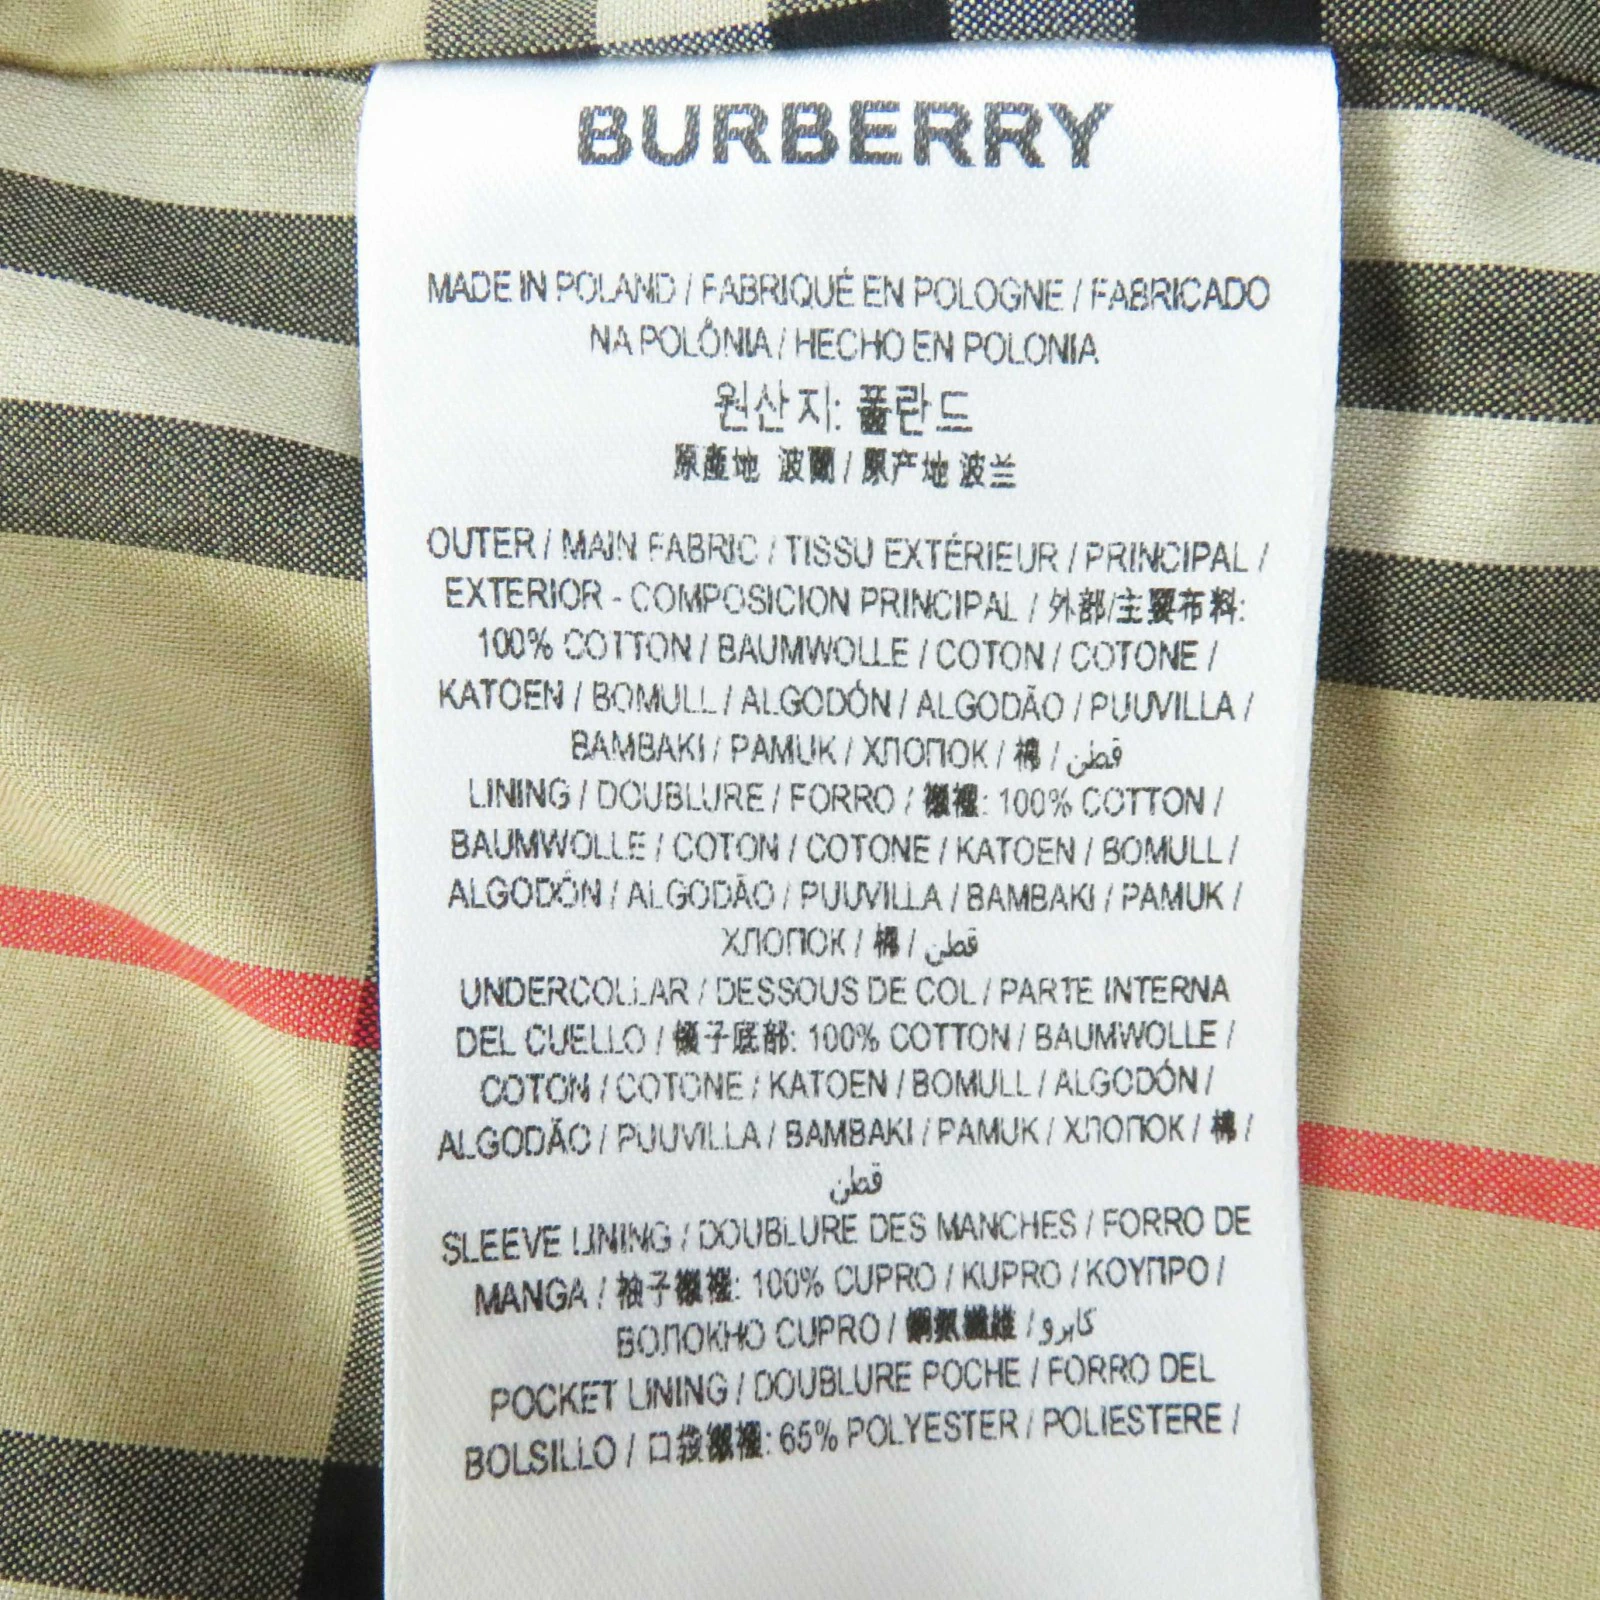 BURBERRY
MADE IN POLAND / FABRIQUÉ EN POLOGNE / FABRICADO
NA POLÔNIA / HECHO EN POLONIA
원산지: 폴란드
原產地 波蘭 / 原产地 波兰
OUTER / MAIN FABRIC / TISSU EXTÉRIEUR / PRINCIPAL /
EXTERIOR - COMPOSICION PRINCIPAL / 外部/主要布料:
100% COTTON / BAUMWOLLE / COTON / COTONE /
KATOEN / BOMULL / ALGODÓN / ALGODÃO / PUUVILLA /
BAMBAKI / PAMUK / ХЛОПОК / 棉 / قطن
LINING / DOUBLURE / FORRO / 襯裡: 100% COTTON /
BAUMWOLLE / COTON / COTONE / KATOEN / BOMULL /
ALGODÓN / ALGODÃO / PUUVILLA / BAMBAKI / PAMUK /
ХЛОПОК / 棉 / قطن
UNDERCOLLAR / DESSOUS DE COL / PARTE INTERNA
DEL CUELLO / 領子底部: 100% COTTON / BAUMWOLLE /
COTON / COTONE / KATOEN / BOMULL / ALGODÓN /
ALGODÃO / PUUVILLA / BAMBAKI / PAMUK / ХЛОПОК / 棉 /
قطن
SLEEVE LINING / DOUBLURE DES MANCHES / FORRO DE
MANGA / 袖子襯裡: 100% CUPRO / KUPRO / ΚΟΥΠΡΟ /
ВОЛОКНО CUPRO / 銅氨纖維 / كابرو
POCKET LINING / DOUBLURE POCHE / FORRO DEL
BOLSILLO / 口袋襯裡: 65% POLYESTER / POLIESTERE /